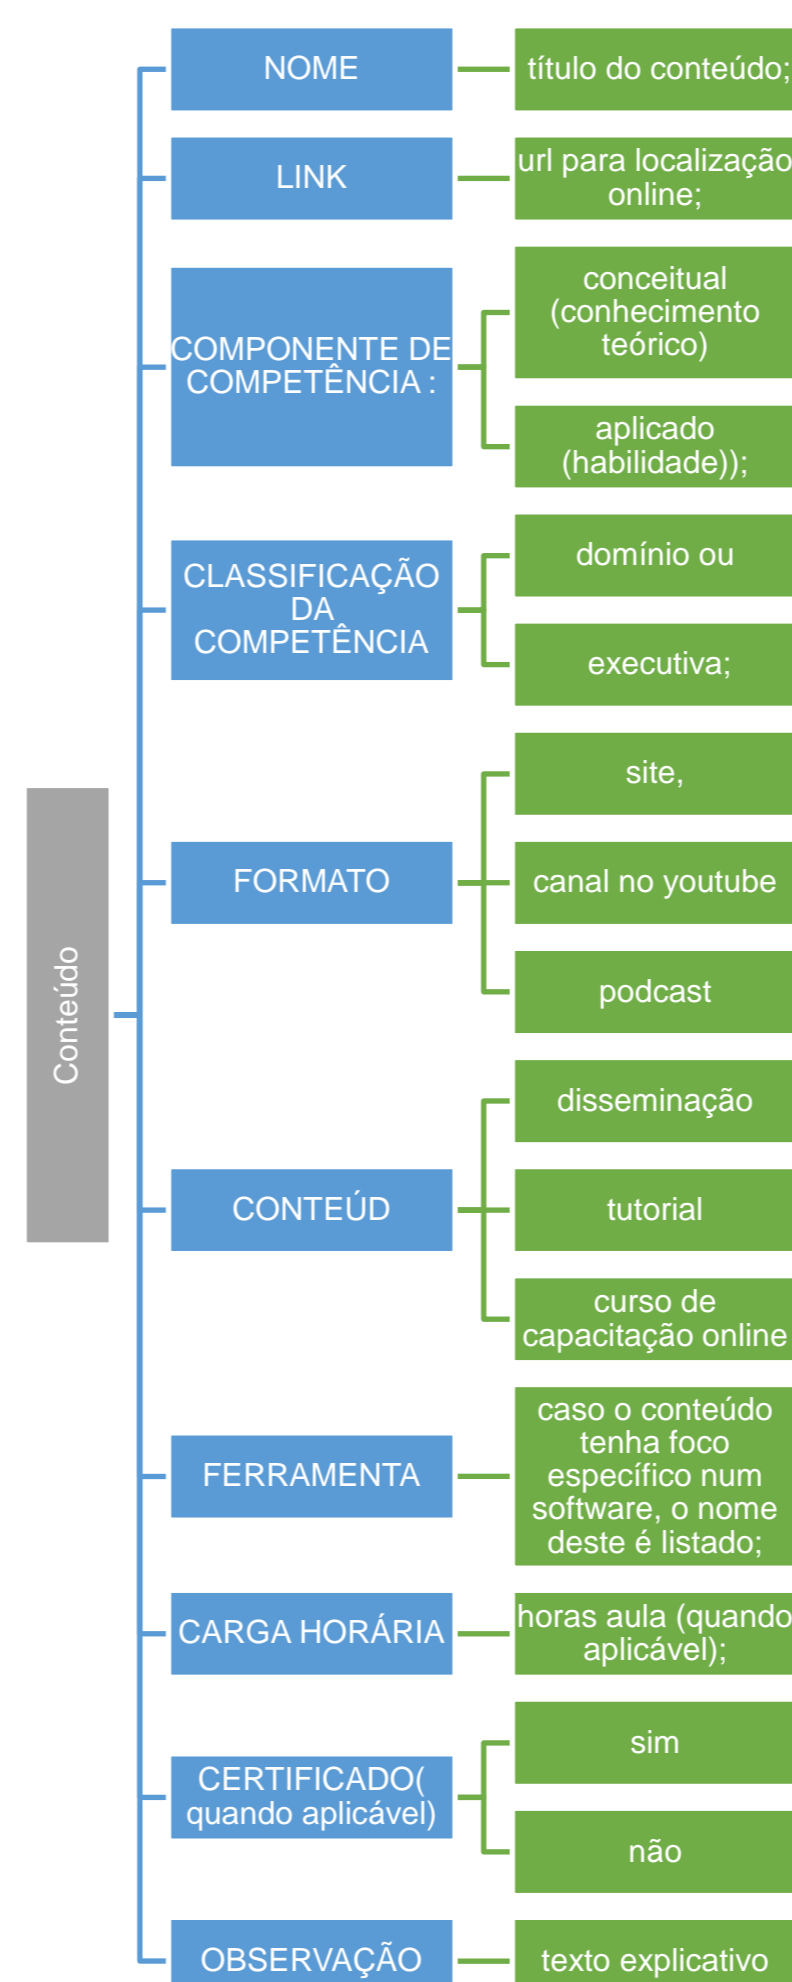 Conteúdo
NOME
título do conteúdo;
LINK
url para localização
online;
COMPONENTE DE
COMPETÊNCIA :
conceitual
(conhecimento
teórico)
aplicado
(habilidade));
CLASSIFICAÇÃO
DA
COMPETÊNCIA
domínio ou
executiva;
FORMATO
site,
canal no youtube
podcast
CONTEÚD
disseminação
tutorial
curso de
capacitação online
FERRAMENTA
caso o conteúdo
tenha foco
específico num
software, o nome
deste é listado;
CARGA HORÁRIA
horas aula (quando
aplicável);
CERTIFICADO(
quando aplicável)
sim
não
OBSERVAÇÃO
texto explicativo